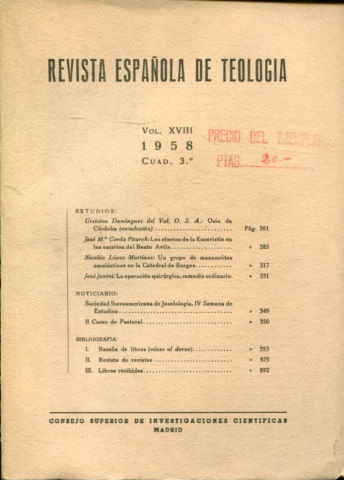 REVISTA ESPAÑOLA DE TEOLOGIA
VOL. XVIII
1958
CUAD. 3.º
PRECIO DEL EJEMPLAR
PTAS. 20.-
ESTUDIOS:
Ursicino Domínguez del Val, O. S. A.: Osio de
Córdoba (conclusión) Pág. 261
José M.ª Carda Pitarch: Los efectos de la Eucaristía en
los escritos del Beato Avila » 285
Nicolás López Martínez: Un grupo de manuscritos
escolásticos en la Catedral de Burgos » 317
José Janini: La operación quirúrgica, remedio ordinario. » 331
NOTICIARIO:
Sociedad Iberoamericana de Josefología, IV Semana de
Estudios » 349
II Curso de Pastoral » 350
BIBLIOGRAFIA:
I. Reseña de libros (véase al dorso) » 353
II. Revista de revistas » 375
III. Libros recibidos » 392
CONSEJO SUPERIOR DE INVESTIGACIONES CIENTIFICAS
MADRID